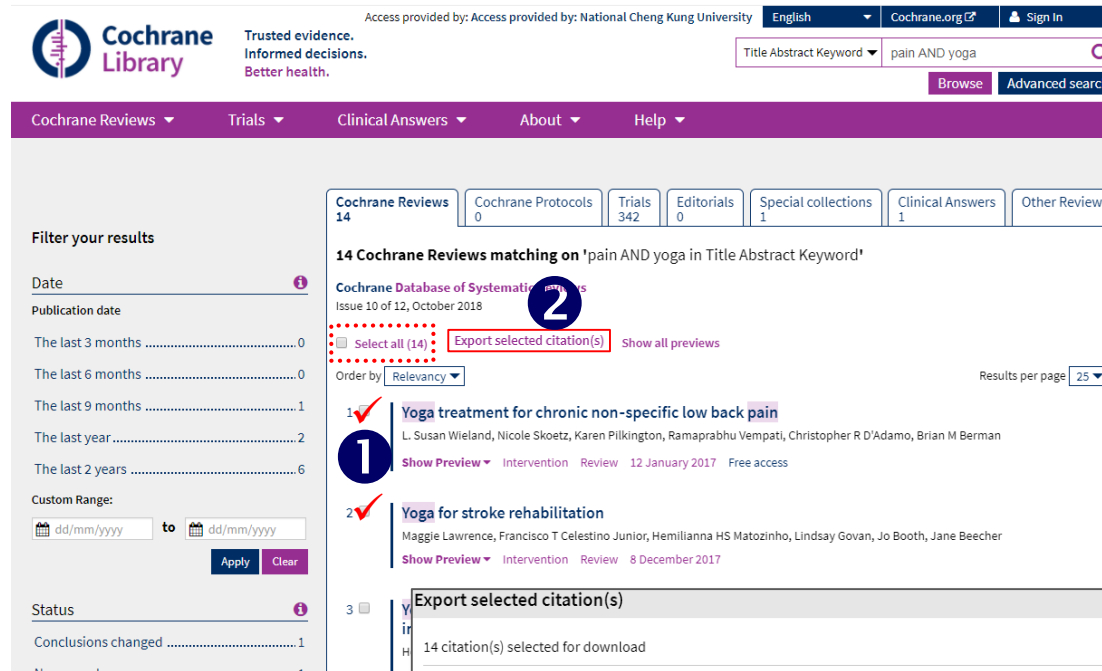 Access provided by: Access provided by: National Cheng Kung University
English
Cochrane.org
Sign In
Cochrane
Library
Trusted evidence.
Informed decisions.
Better health.
Title Abstract Keyword
pain AND yoga
Browse
Advanced searc
Cochrane Reviews
Trials
Clinical Answers
About
Help
Cochrane Reviews
14
Cochrane Protocols
0
Trials
342
Editorials
0
Special collections
1
Clinical Answers
1
Other Review
Filter your results
Date
Publication date
The last 3 months 0
The last 6 months 0
The last 9 months 1
The last year 2
The last 2 years 6
Custom Range:
dd/mm/yyyy to dd/mm/yyyy
Apply Clear
Status
Conclusions changed 1
14 Cochrane Reviews matching on 'pain AND yoga in Title Abstract Keyword'
Cochrane Database of Systematic Reviews
Issue 10 of 12, October 2018
2
Select all (14) Export selected citation(s) Show all previews
Order by Relevancy
Results per page 25
1
Yoga treatment for chronic non-specific low back pain
L. Susan Wieland, Nicole Skoetz, Karen Pilkington, Ramaprabhu Vempati, Christopher R D'Adamo, Brian M Berman
1
Show Preview Intervention Review 12 January 2017 Free access
2
Yoga for stroke rehabilitation
Maggie Lawrence, Francisco T Celestino Junior, Hemilianna HS Matozinho, Lindsay Govan, Jo Booth, Jane Beecher
Show Preview Intervention Review 8 December 2017
3
Export selected citation(s)
14 citation(s) selected for download